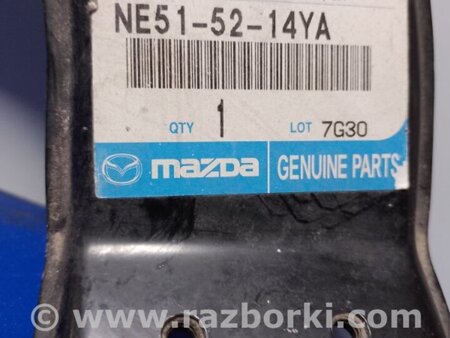 NE51-52-14YA
QTY 1 LOT 7G30
mazda GENUINE PARTS
© www.razborki.com